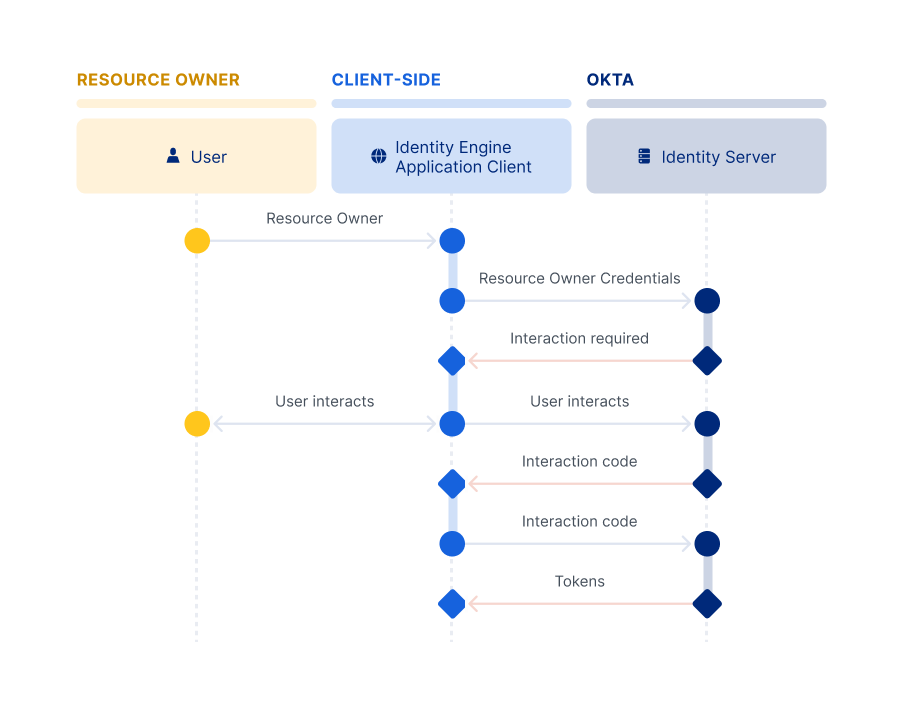 RESOURCE OWNER
CLIENT-SIDE
OKTA
User
Identity Engine
Application Client
Identity Server
Resource Owner
Resource Owner Credentials
Interaction required
User interacts
User interacts
Interaction code
Interaction code
Tokens